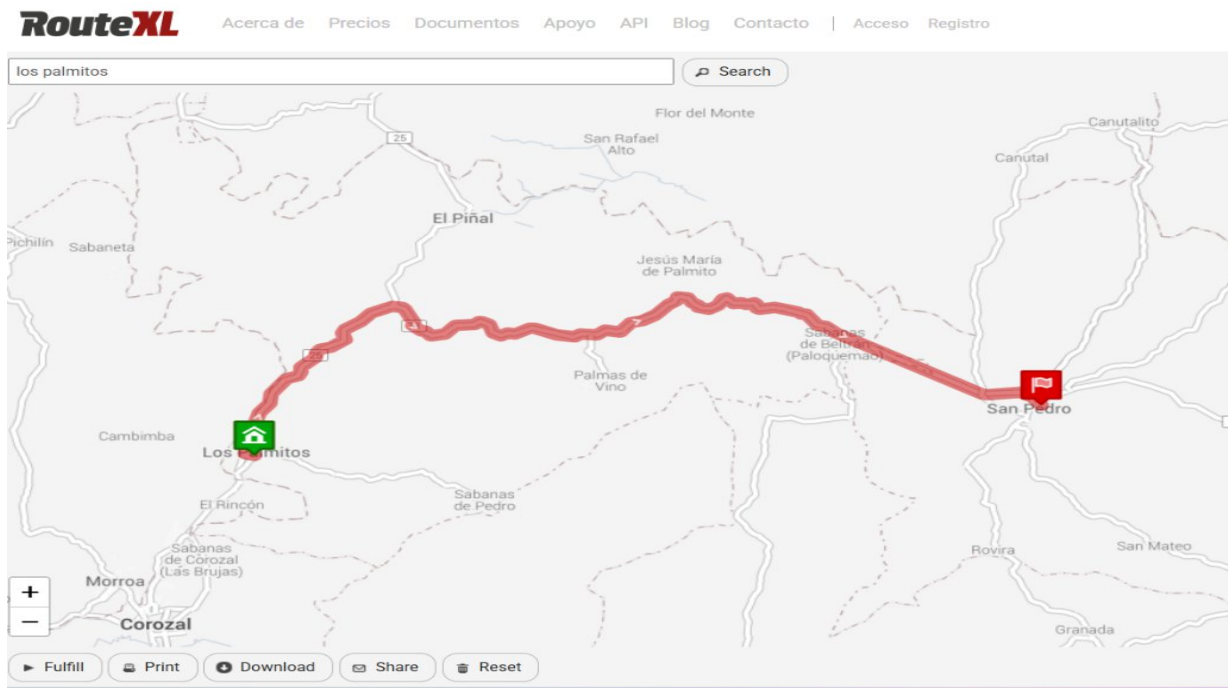 RouteXL Acerca de Precios Documentos Apoyo API Blog Contacto | Acceso Registro
los palmitos Search
Flor del Monte
Canutalito
25
San Rafael
Alto
Canutal
El Piñal
Pichilín
Sabaneta
Jesús María
de Palmito
25
Sabanas
de Beltrán
(Paloquemao)
Palmas de
Vino
San Pedro
Cambimba
Los Palmitos
El Rincón
Sabanas
de Pedro
Sabanas
de Corozal
(Las Brujas)
Rovira
San Mateo
Morroa
+
−
Corozal
Granada
Fulfill Print Download Share Reset